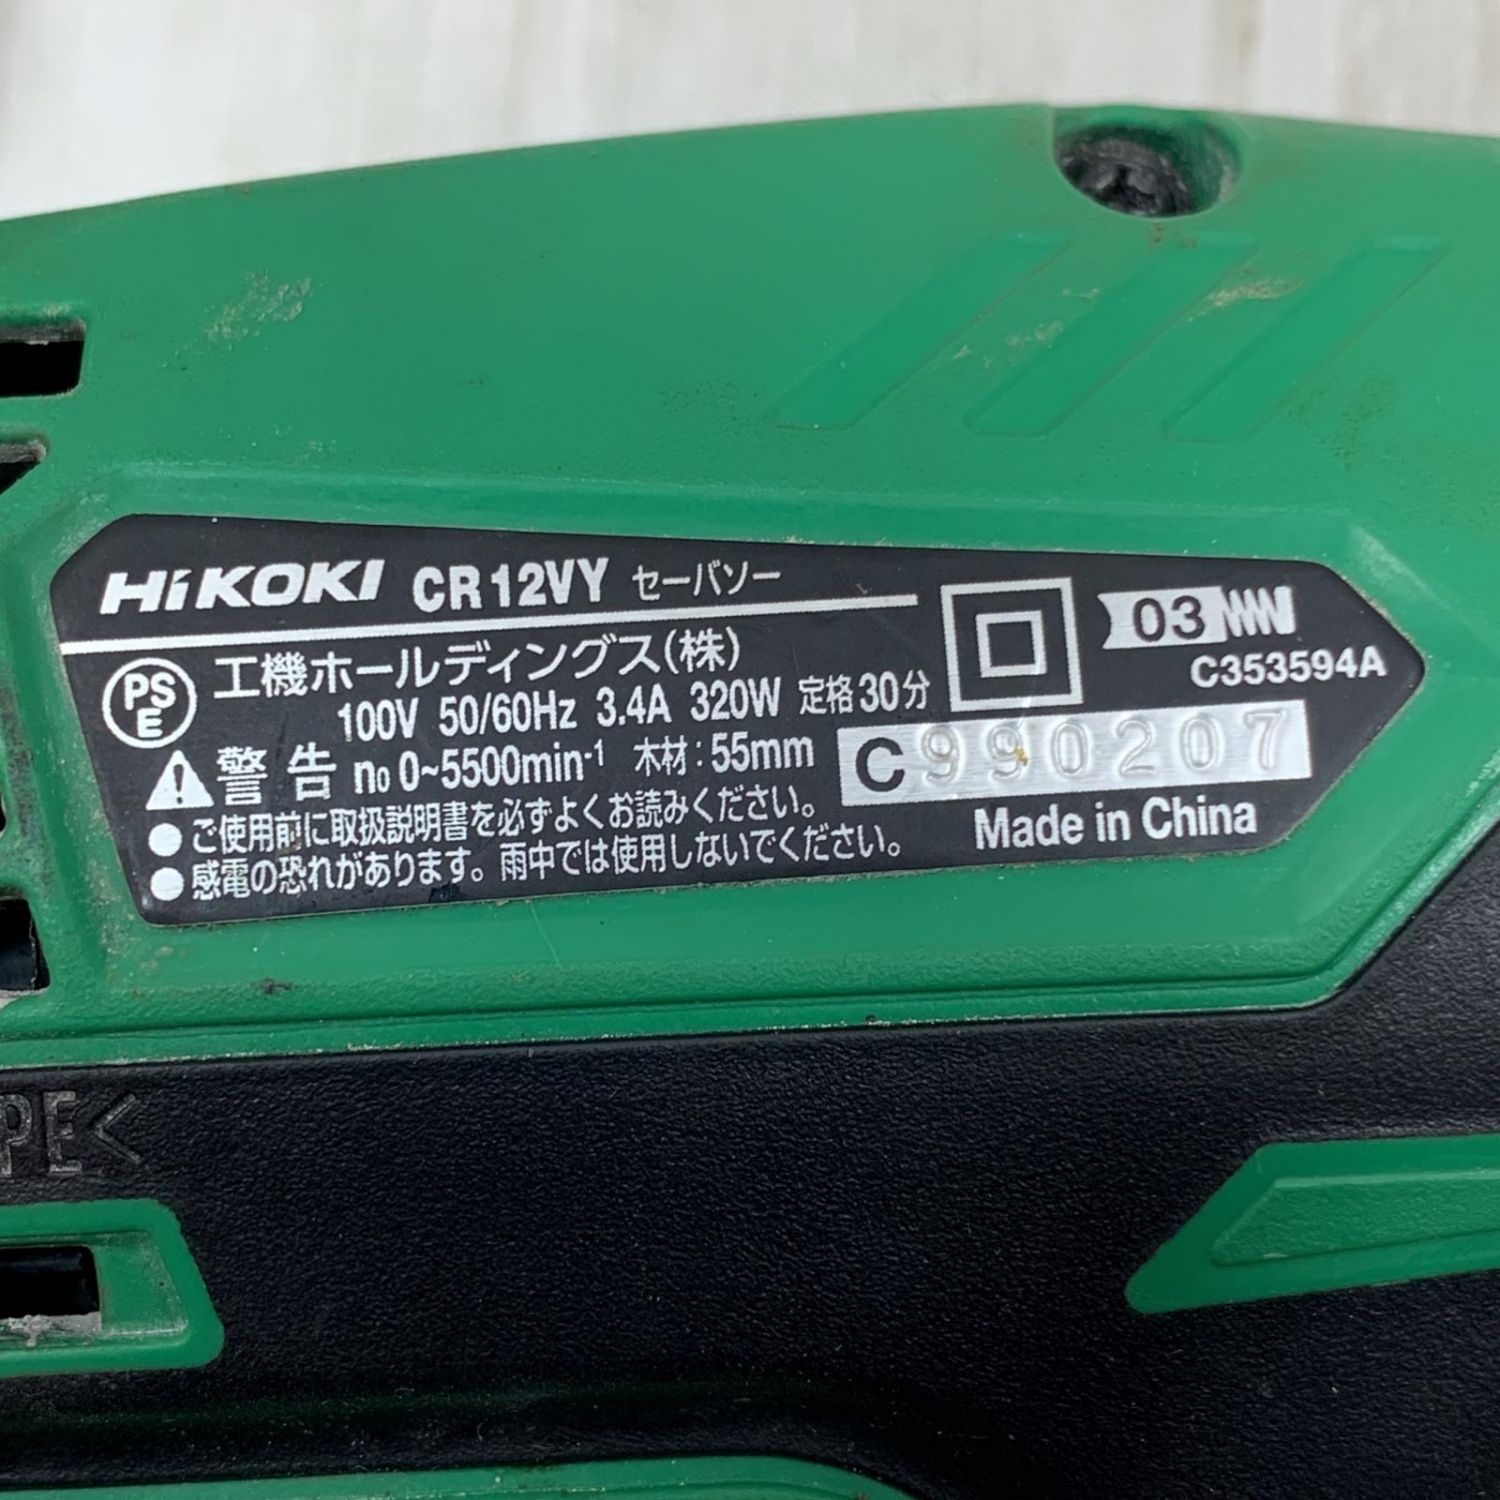 HiKOKI CR12VY セーバソー
PS
E
工機ホールディングス(株)
100V 50/60Hz 3.4A 320W 定格30分
警告 n₀ 0~5500min⁻¹ 木材:55mm
●ご使用前に取扱説明書を必ずよくお読みください。
●感電の恐れがあります。雨中では使用しないでください。
03
C353594A
C990207
Made in China
PE<